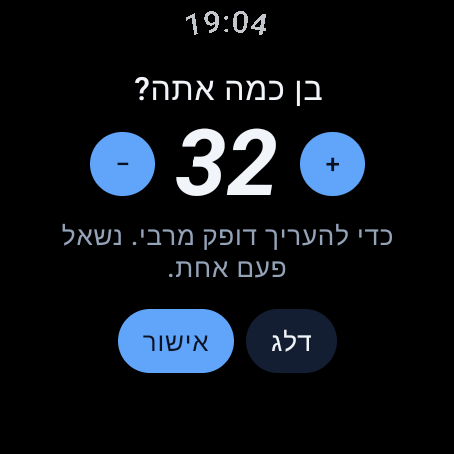 19:04
בן כמה אתה?
−
32
+
כדי להעריך דופק מרבי. נשאל
פעם אחת.
אישור
דלג